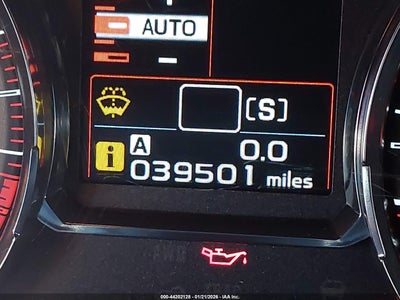 AUTO
[S]
A 0.0
i 039501 miles
000-44202128 - 01/21/2026 - IAA Inc.